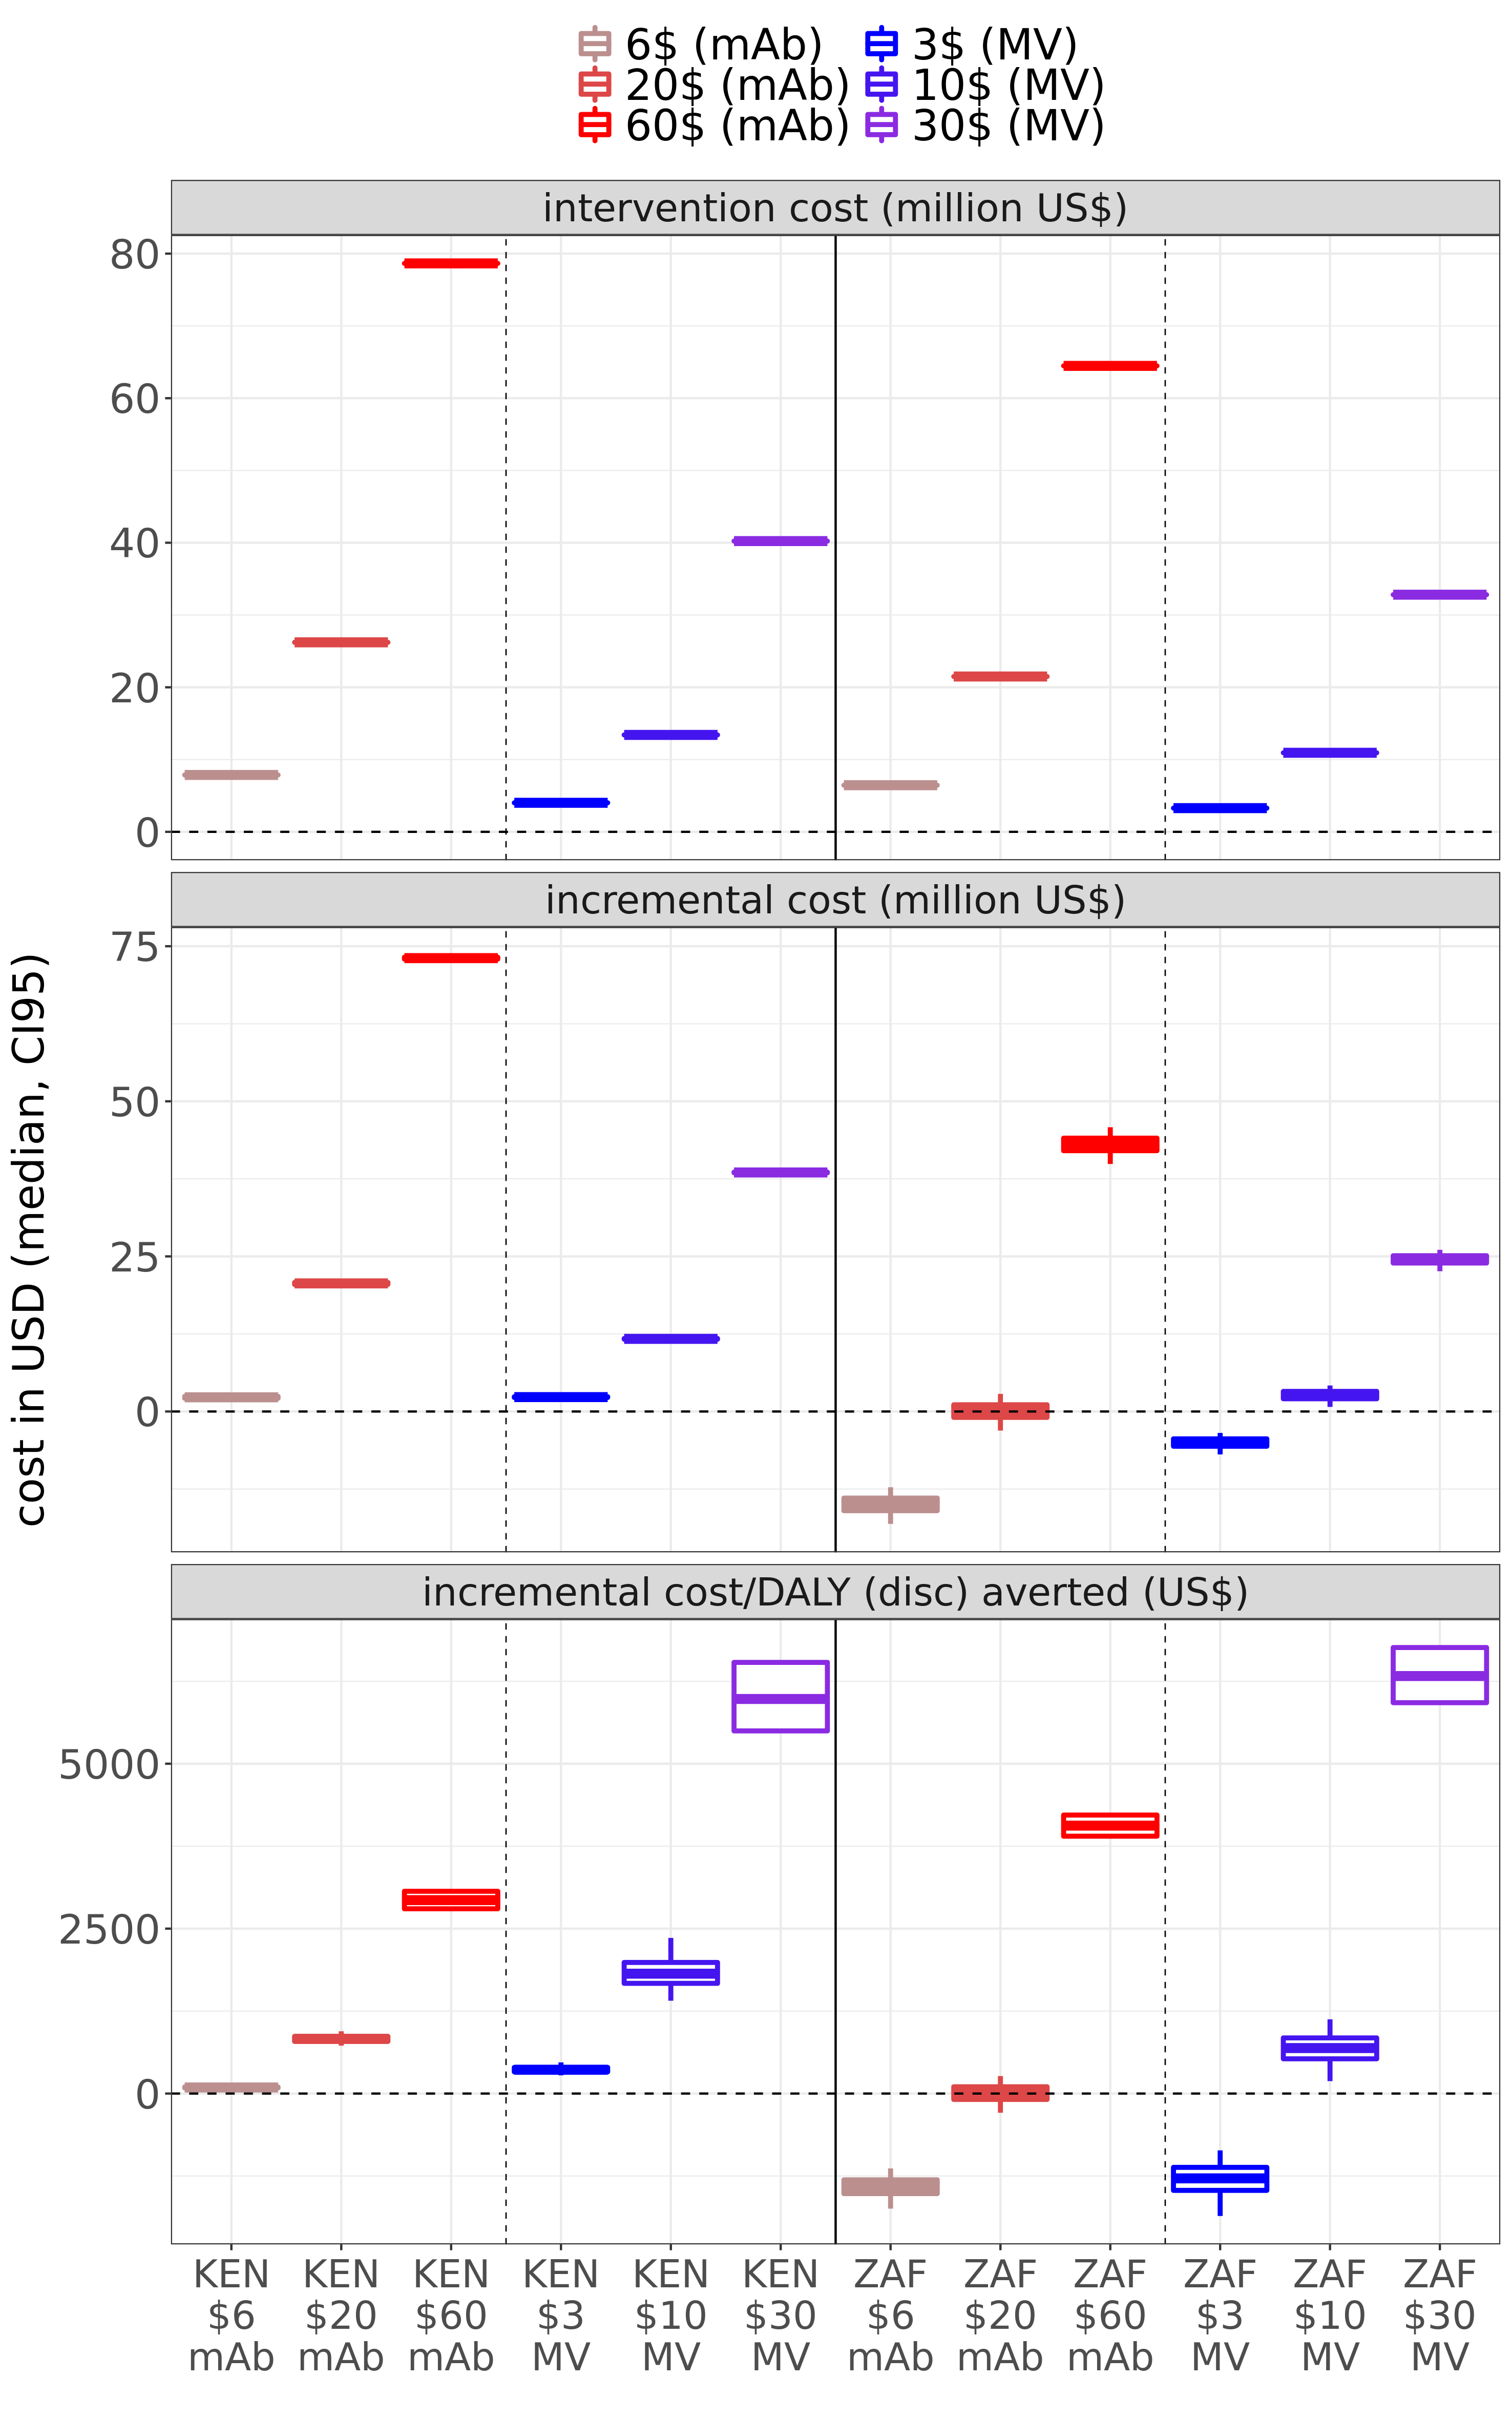 6$ (mAb) 3$ (MV)
20$ (mAb) 10$ (MV)
60$ (mAb) 30$ (MV)
intervention cost (million US$)
80
60
40
20
0
incremental cost (million US$)
75
50
25
0
cost in USD (median, CI95)
incremental cost/DALY (disc) averted (US$)
5000
2500
0
KEN KEN KEN KEN KEN KEN ZAF ZAF ZAF ZAF ZAF ZAF
$6 $20 $60 $3 $10 $30 $6 $20 $60 $3 $10 $30
mAb mAb mAb MV MV MV mAb mAb mAb MV MV MV